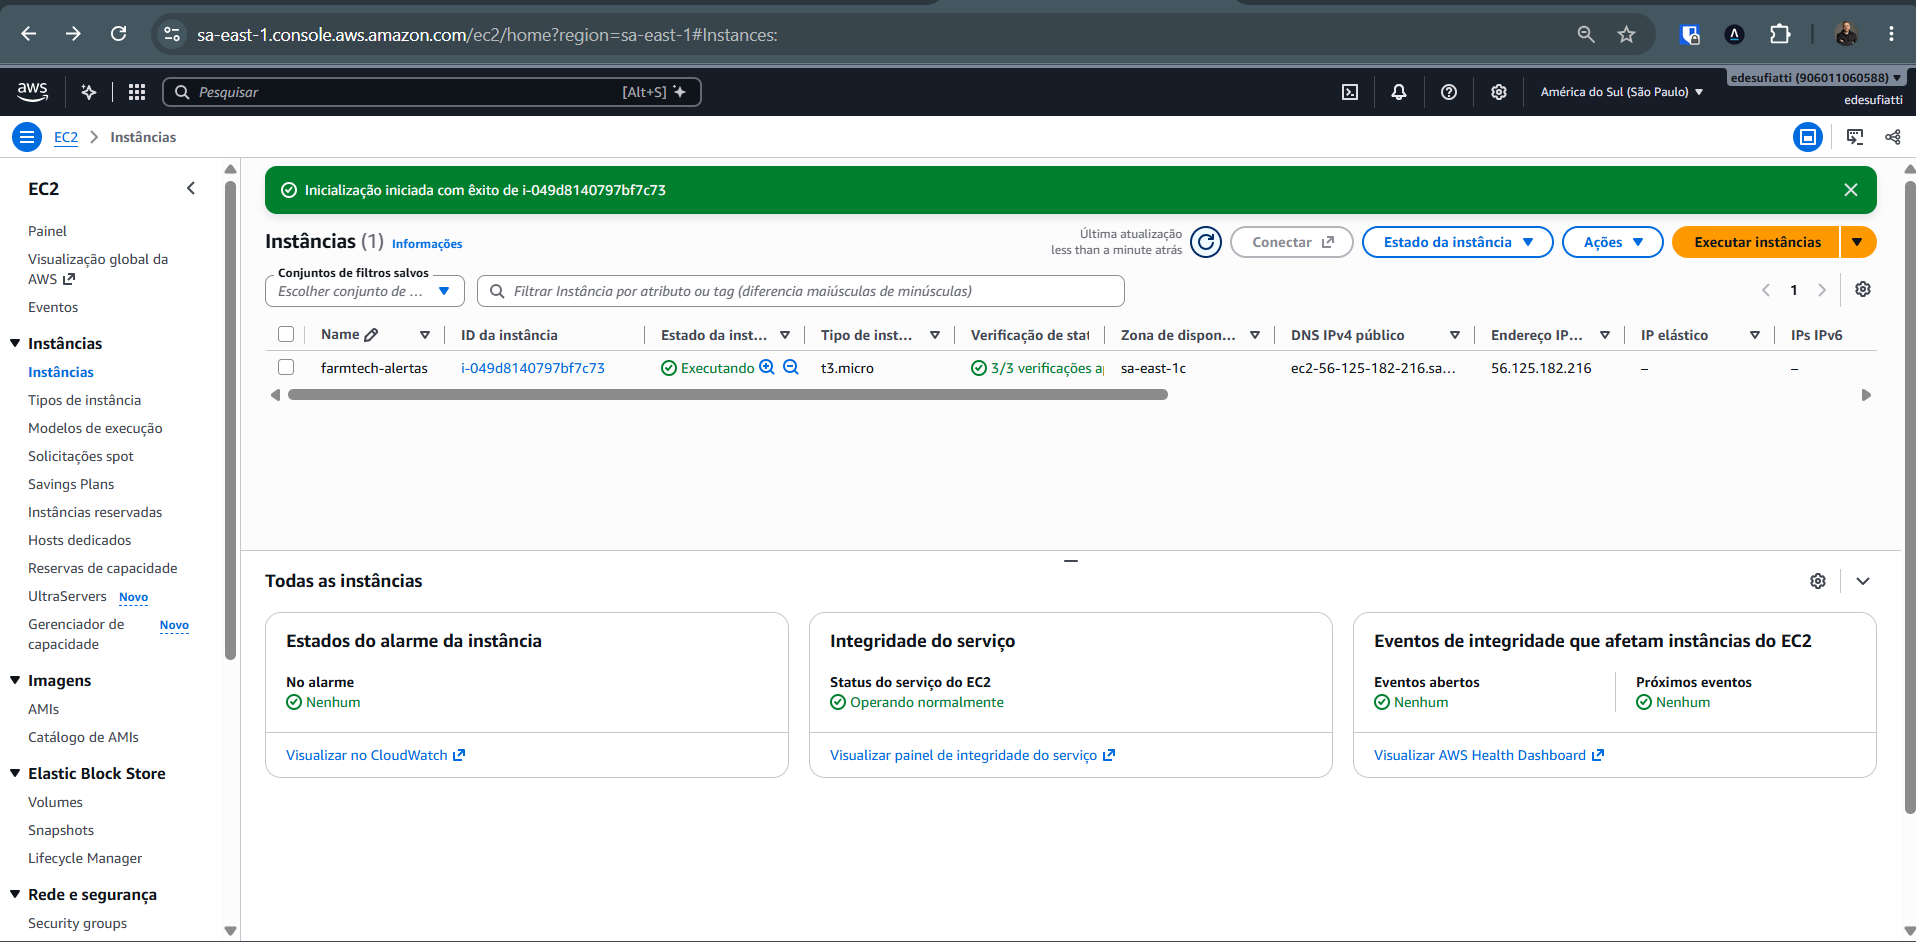 sa-east-1.console.aws.amazon.com/ec2/home?region=sa-east-1#Instances:
aws
Pesquisar
[Alt+S]
América do Sul (São Paulo)
edesufiatti (906011060588)
edesufiatti
EC2
Instâncias
EC2
Painel
Visualização global da
AWS
Eventos
Instâncias
Instâncias
Tipos de instância
Modelos de execução
Solicitações spot
Savings Plans
Instâncias reservadas
Hosts dedicados
Reservas de capacidade
UltraServers Novo
Gerenciador de Novo
capacidade
Imagens
AMIs
Catálogo de AMIs
Elastic Block Store
Volumes
Snapshots
Lifecycle Manager
Rede e segurança
Security groups
Inicialização iniciada com êxito de i-049d8140797bf7c73
Instâncias (1) Informações
Última atualização
less than a minute atrás
Conectar
Estado da instância
Ações
Executar instâncias
Conjuntos de filtros salvos
Escolher conjunto de ...
Filtrar Instância por atributo ou tag (diferencia maiúsculas de minúsculas)
1
Name ID da instância Estado da inst... Tipo de inst... Verificação de stat Zona de dispon... DNS IPv4 público Endereço IP... IP elástico IPs IPv6
farmtech-alertas i-049d8140797bf7c73 Executando t3.micro 3/3 verificações a sa-east-1c ec2-56-125-182-216.sa... 56.125.182.216 – –
Todas as instâncias
Estados do alarme da instância
No alarme
Nenhum
Visualizar no CloudWatch
Integridade do serviço
Status do serviço do EC2
Operando normalmente
Visualizar painel de integridade do serviço
Eventos de integridade que afetam instâncias do EC2
Eventos abertos
Nenhum
Próximos eventos
Nenhum
Visualizar AWS Health Dashboard